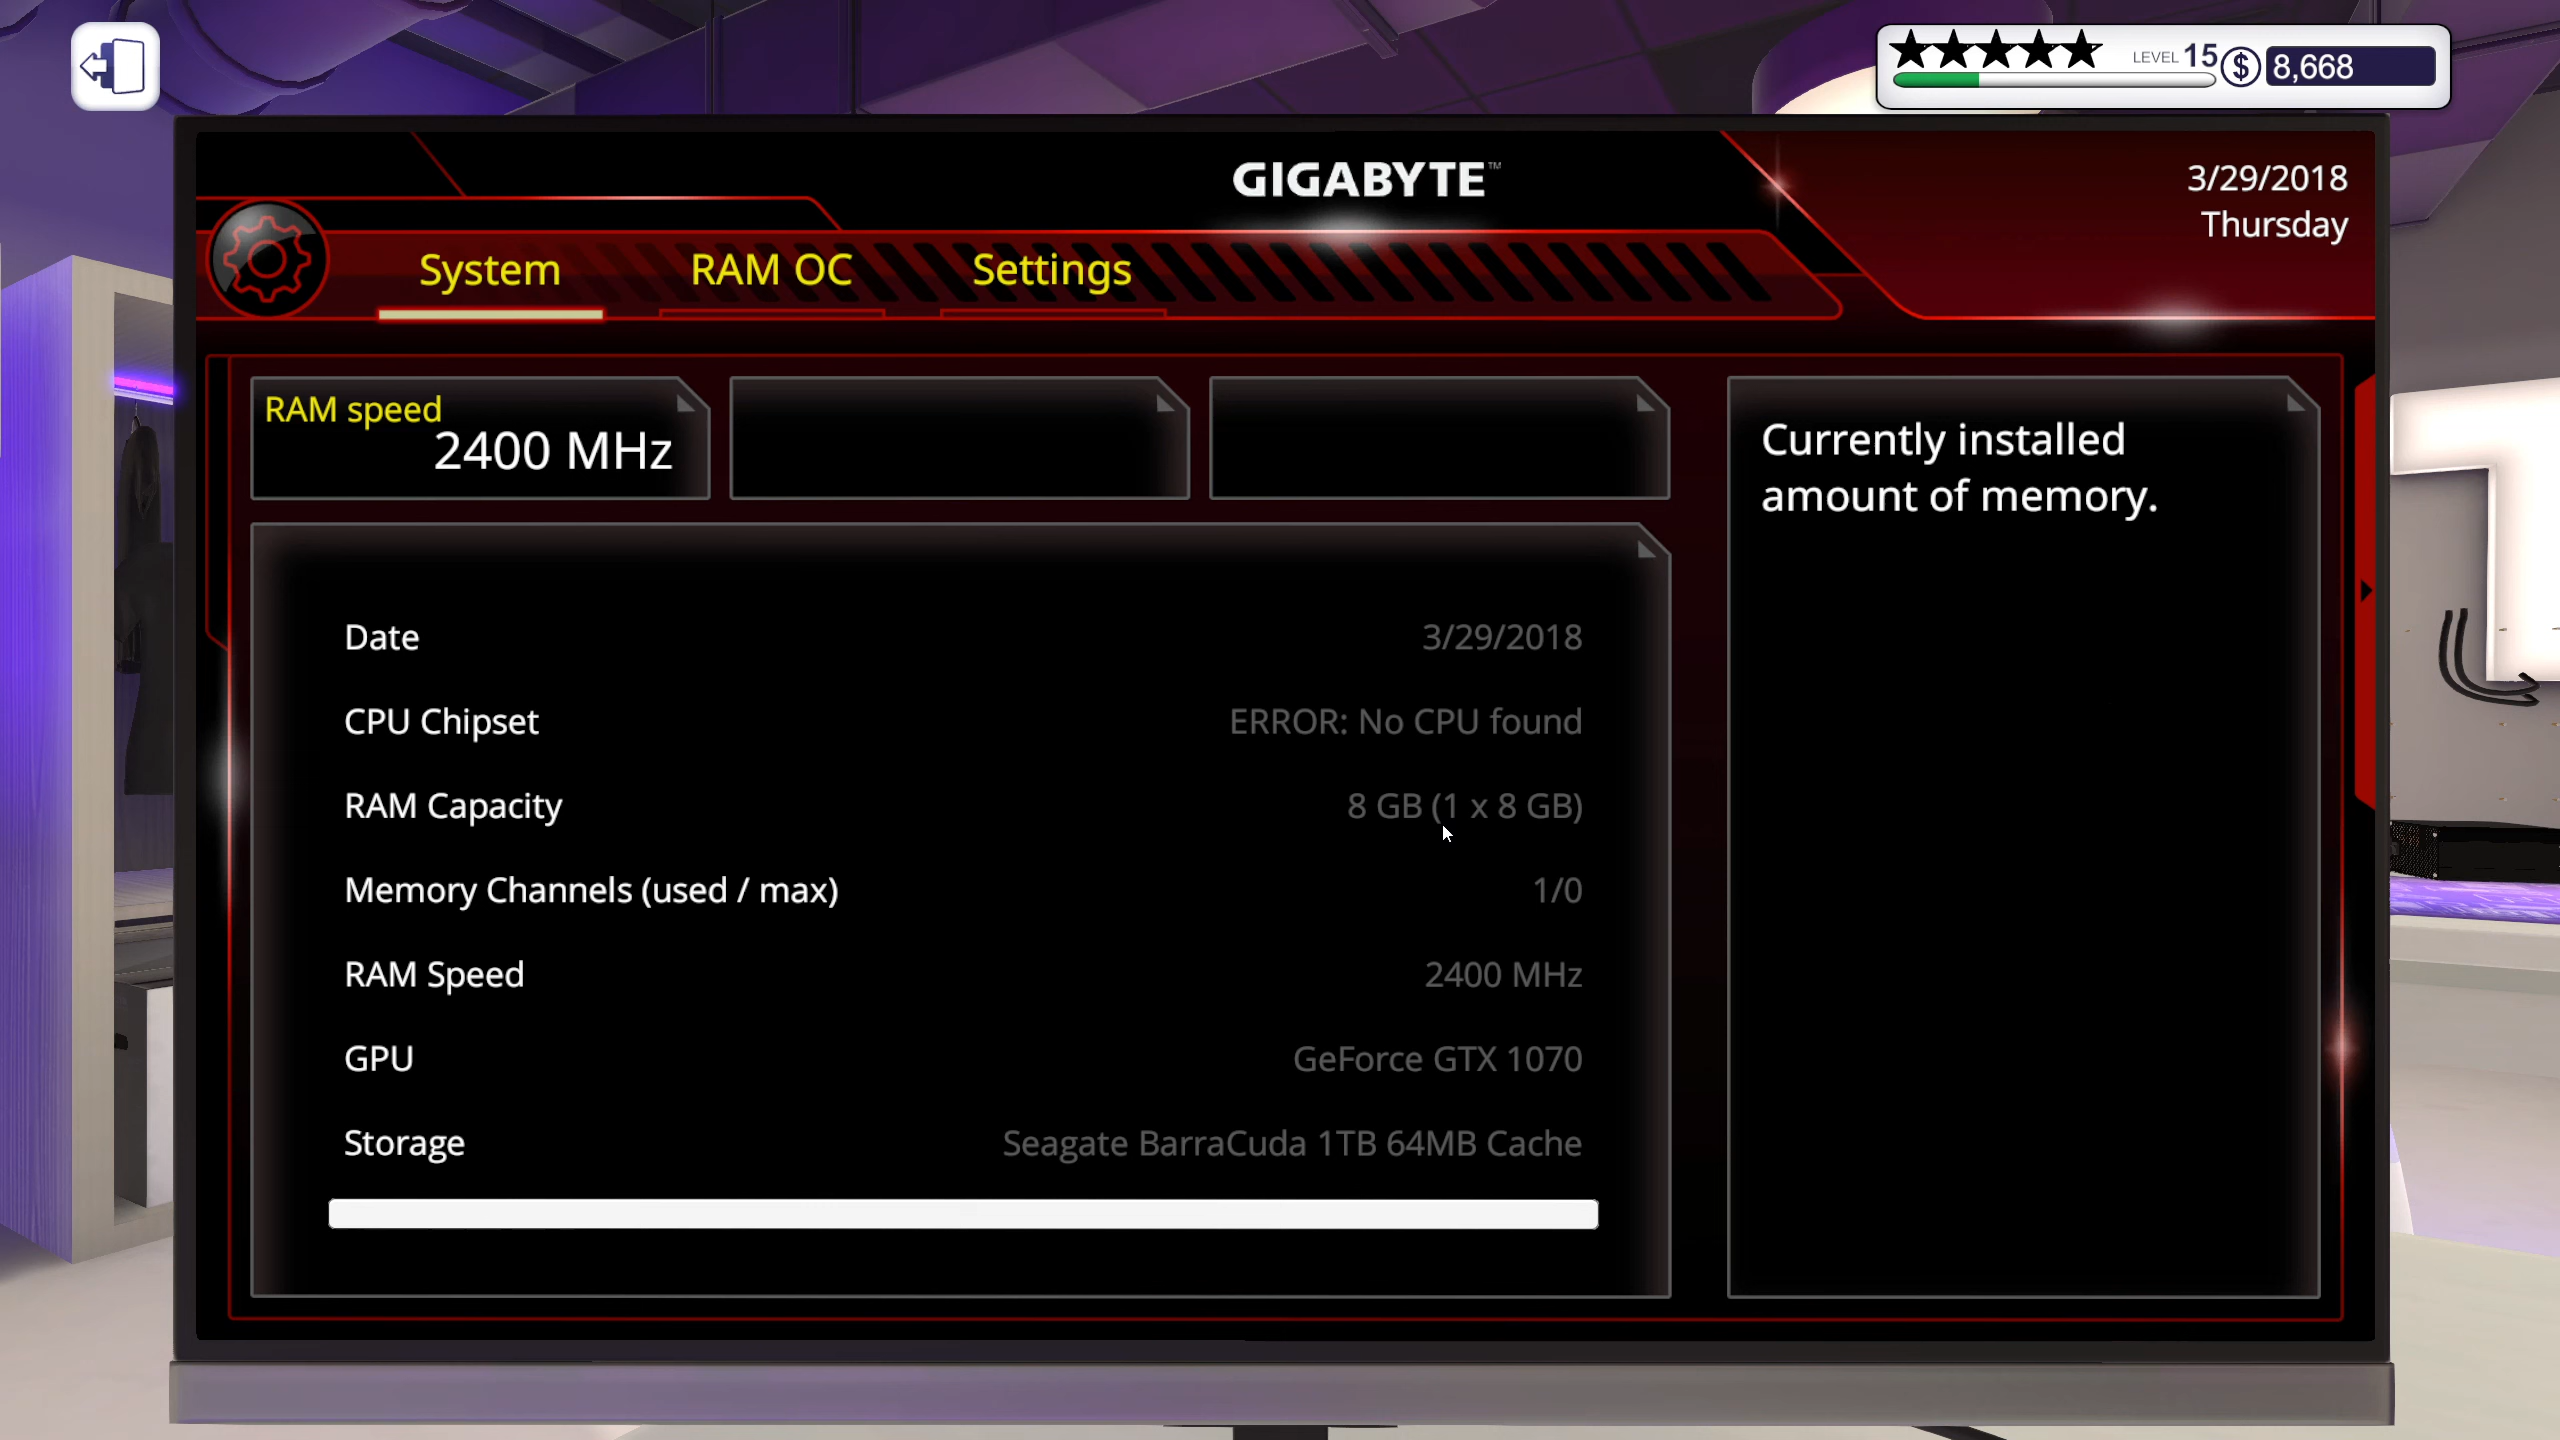 LEVEL 15 $ 8,668
GIGABYTE™
3/29/2018
Thursday
System RAM OC Settings
RAM speed
2400 MHz
Currently installed
amount of memory.
Date 3/29/2018
CPU Chipset ERROR: No CPU found
RAM Capacity 8 GB (1 x 8 GB)
Memory Channels (used / max) 1/0
RAM Speed 2400 MHz
GPU GeForce GTX 1070
Storage Seagate BarraCuda 1TB 64MB Cache